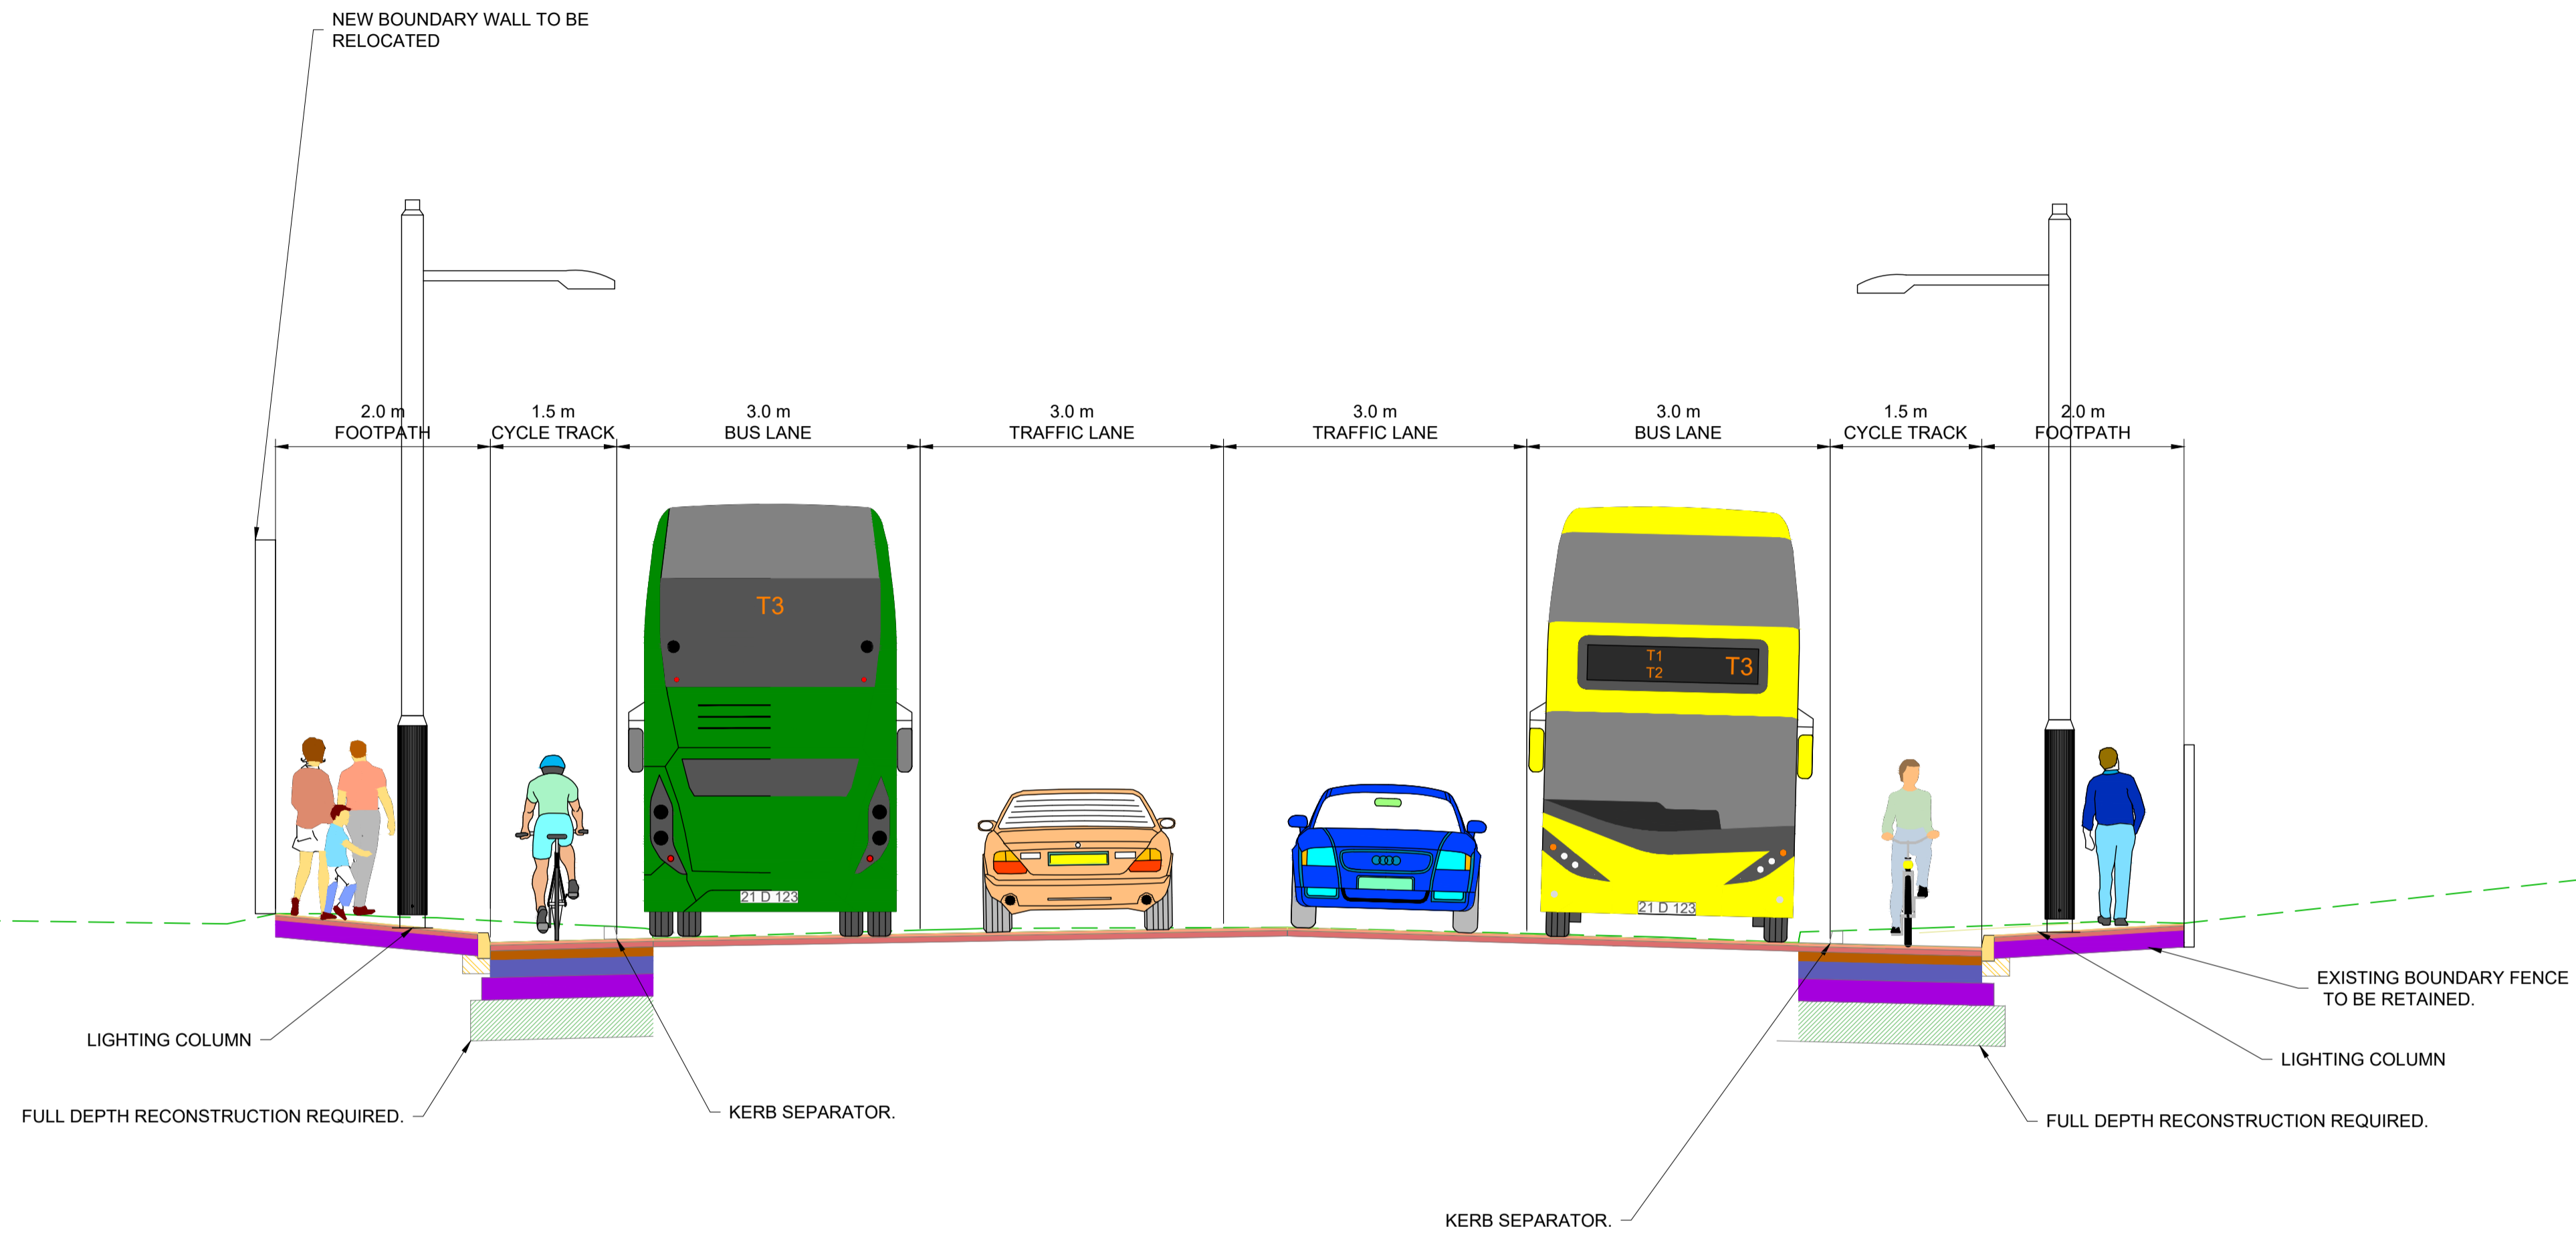 NEW BOUNDARY WALL TO BE
RELOCATED
2.0 m
FOOTPATH
1.5 m
CYCLE TRACK
3.0 m
BUS LANE
3.0 m
TRAFFIC LANE
3.0 m
TRAFFIC LANE
3.0 m
BUS LANE
1.5 m
CYCLE TRACK
2.0 m
FOOTPATH
T3
T1
T2
T3
21 D 123
21 D 123
EXISTING BOUNDARY FENCE
TO BE RETAINED.
LIGHTING COLUMN
LIGHTING COLUMN
FULL DEPTH RECONSTRUCTION REQUIRED.
KERB SEPARATOR.
FULL DEPTH RECONSTRUCTION REQUIRED.
KERB SEPARATOR.